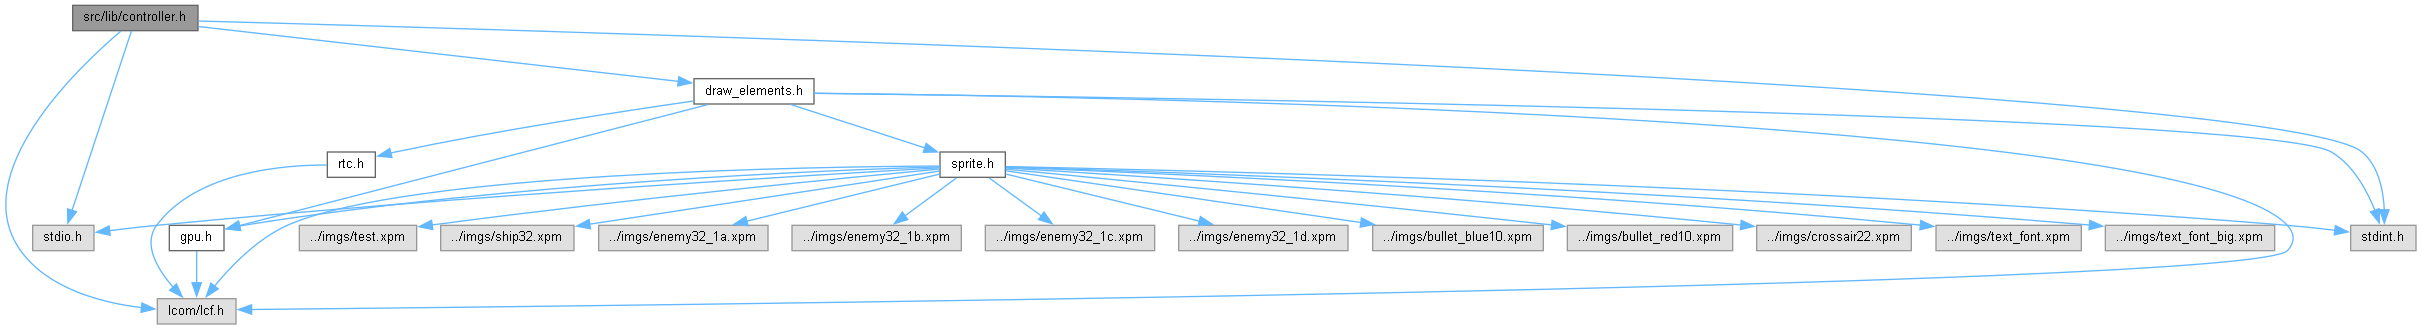 src/lib/controller.h
draw_elements.h
rtc.h
sprite.h
stdio.h
gpu.h
../imgs/test.xpm
../imgs/ship32.xpm
../imgs/enemy32_1a.xpm
../imgs/enemy32_1b.xpm
../imgs/enemy32_1c.xpm
../imgs/enemy32_1d.xpm
../imgs/bullet_blue10.xpm
../imgs/bullet_red10.xpm
../imgs/crossair22.xpm
../imgs/text_font.xpm
../imgs/text_font_big.xpm
stdint.h
lcom/lcf.h